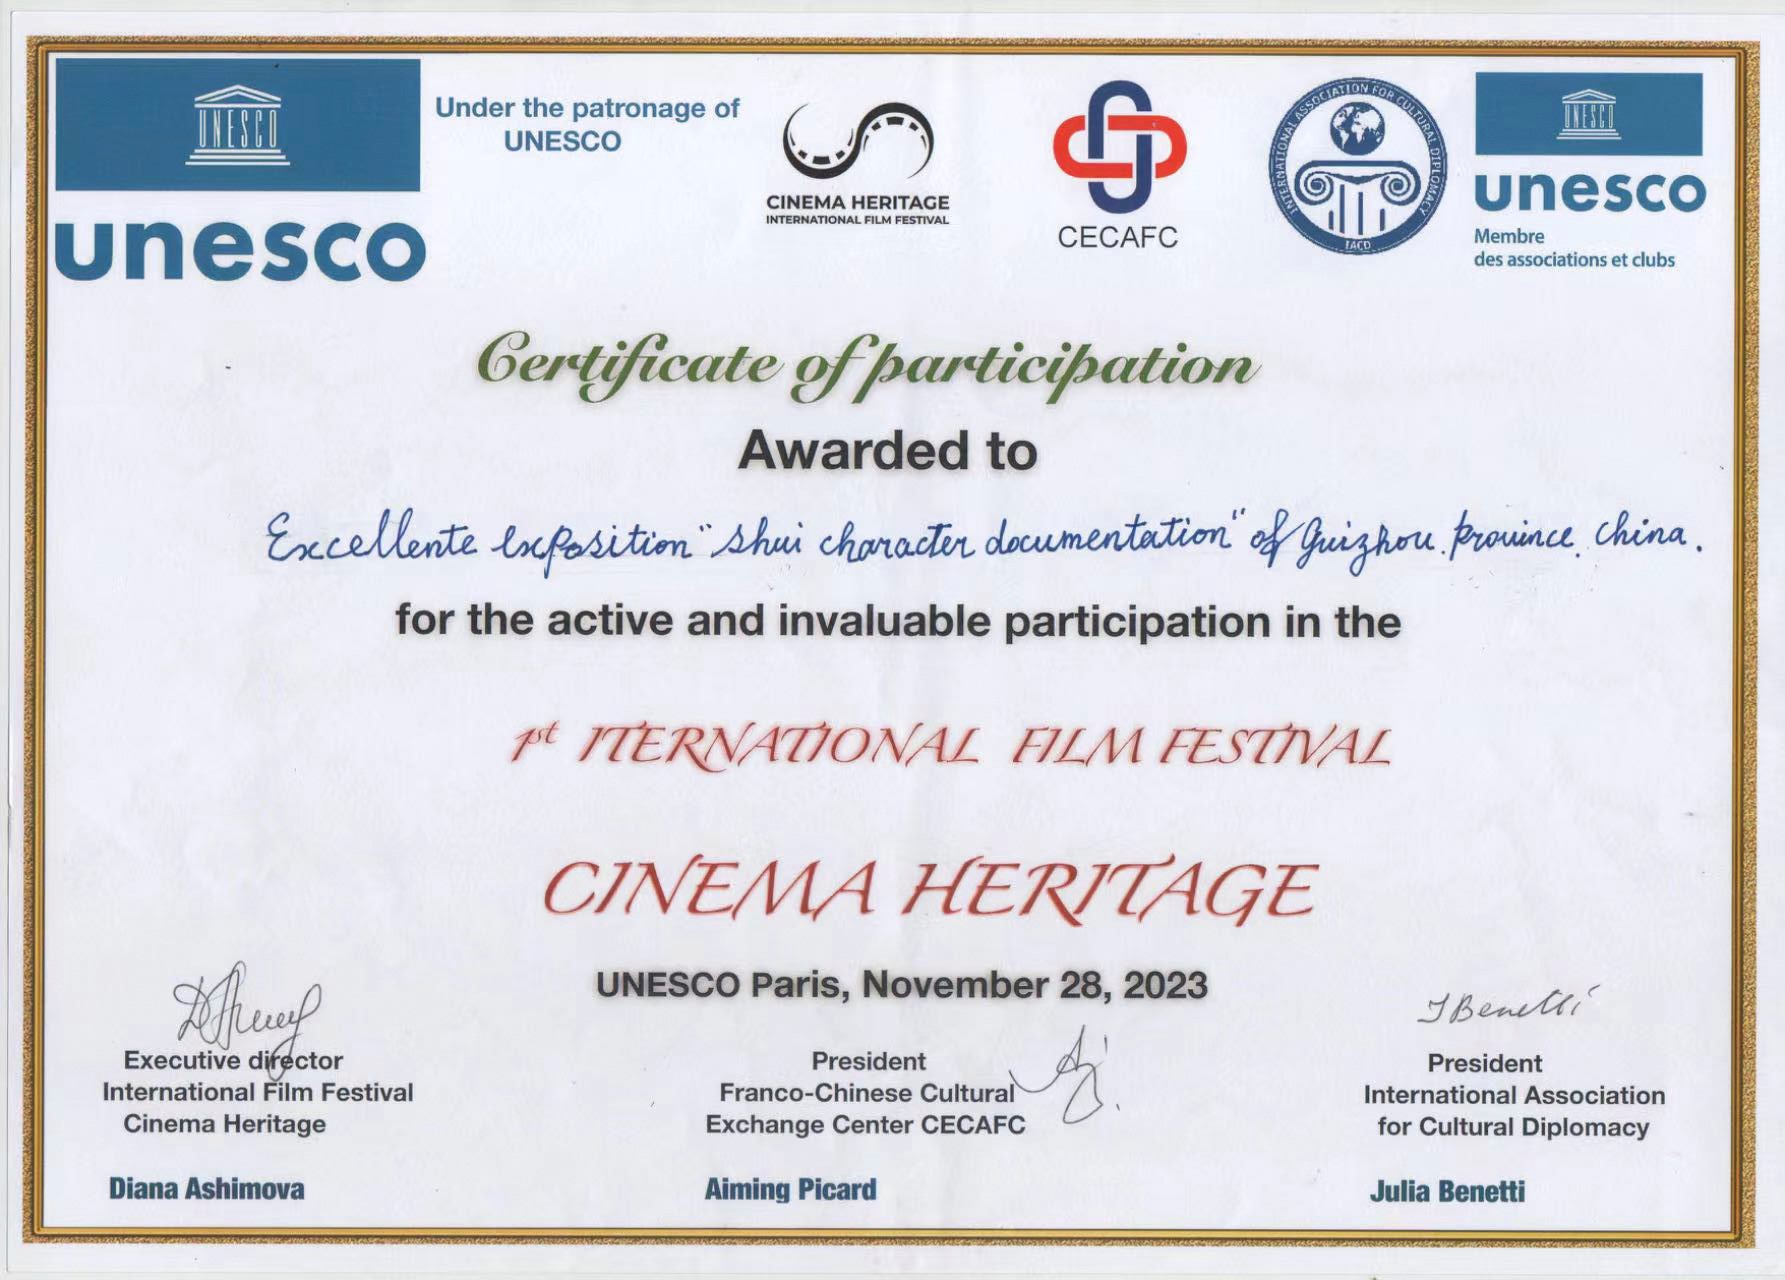 UNESCO
unesco
Under the patronage of
UNESCO
CINEMA HERITAGE
INTERNATIONAL FILM FESTIVAL
CECAFC
INTERNATIONAL ASSOCIATION FOR CULTURAL DIPLOMACY
IACD
UNESCO
unesco
Membre
des associations et clubs
Certificate of participation
Awarded to
Excellente exposition "Shui character documentation" of Guizhou province, China.
for the active and invaluable participation in the
1st ITERNATIONAL FILM FESTIVAL
CINEMA HERITAGE
UNESCO Paris, November 28, 2023
Executive director
International Film Festival
Cinema Heritage
Diana Ashimova
President
Franco-Chinese Cultural
Exchange Center CECAFC
Aiming Picard
J Benetti
President
International Association
for Cultural Diplomacy
Julia Benetti